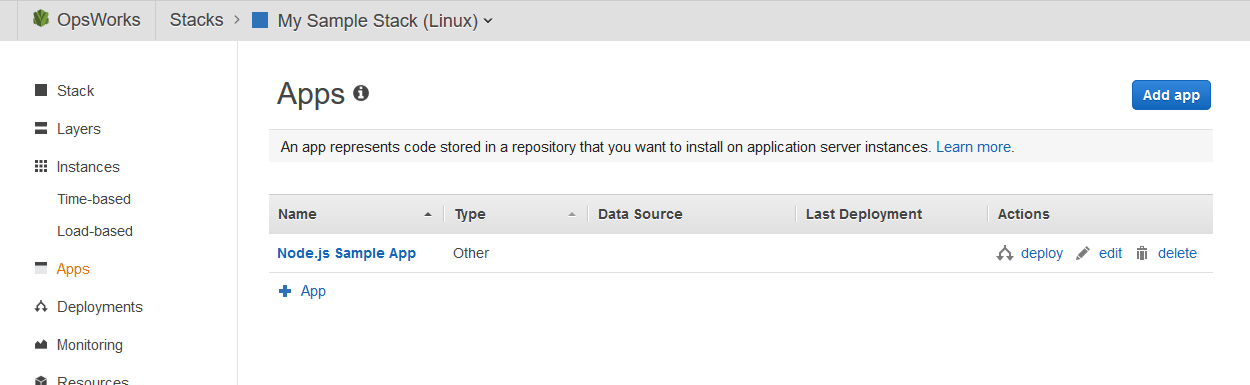 OpsWorks Stacks > My Sample Stack (Linux)
Stack
Layers
Instances
Time-based
Load-based
Apps
Deployments
Monitoring
Resources
Apps
Add app
An app represents code stored in a repository that you want to install on application server instances. Learn more.
Name Type Data Source Last Deployment Actions
Node.js Sample App Other deploy edit delete
App